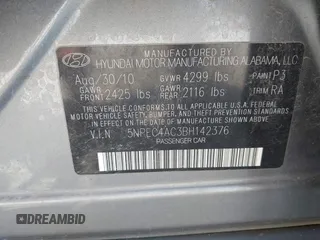 MANUFACTURED BY
HYUNDAI MOTOR MANUFACTURING ALABAMA, LLC
Aug/30/10 GVWR 4299 lbs PAINT P3
GAWR FRONT 2425 lbs GAWR REAR 2116 lbs TRIM RA
THIS VEHICLE CONFORMS TO ALL APPLICABLE U.S. FEDERAL
MOTOR VEHICLE SAFETY, BUMPER, AND THEFT PREVENTION STANDARDS
IN EFFECT ON THE DATE OF MANUFACTURE SHOWN ABOVE.
V.I.N 5NPEC4AC3BH142376
PASSENGER CAR